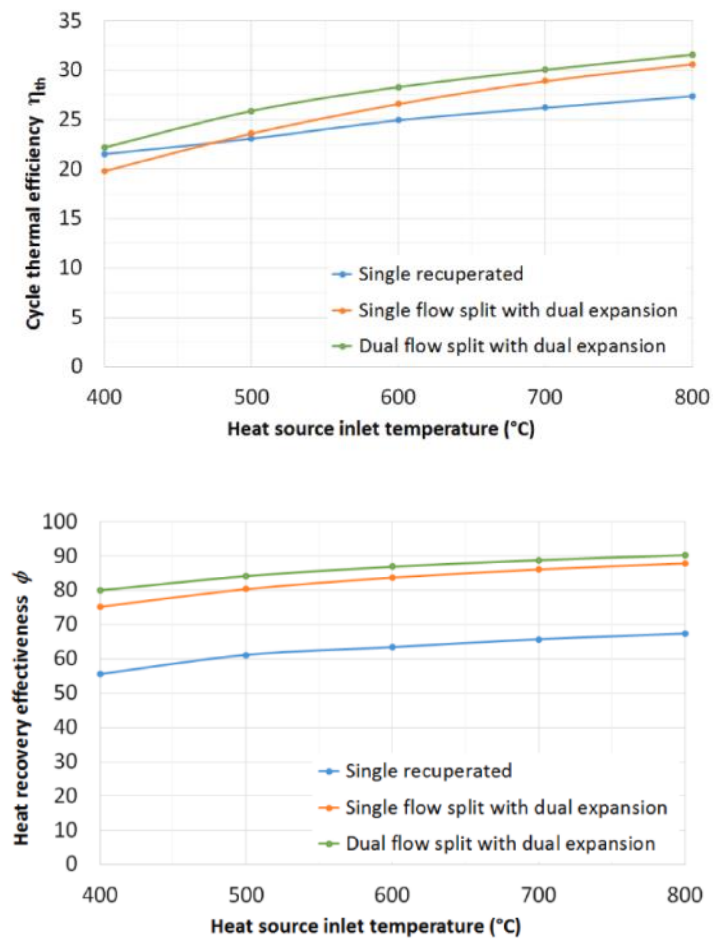 35
30
25
20
15
10
5
0
Cycle thermal efficiency ηth
Single recuperated
Single flow split with dual expansion
Dual flow split with dual expansion
400 500 600 700 800
Heat source inlet temperature (°C)
100
90
80
70
60
50
40
30
20
10
0
Heat recovery effectiveness ϕ
Single recuperated
Single flow split with dual expansion
Dual flow split with dual expansion
400 500 600 700 800
Heat source inlet temperature (°C)